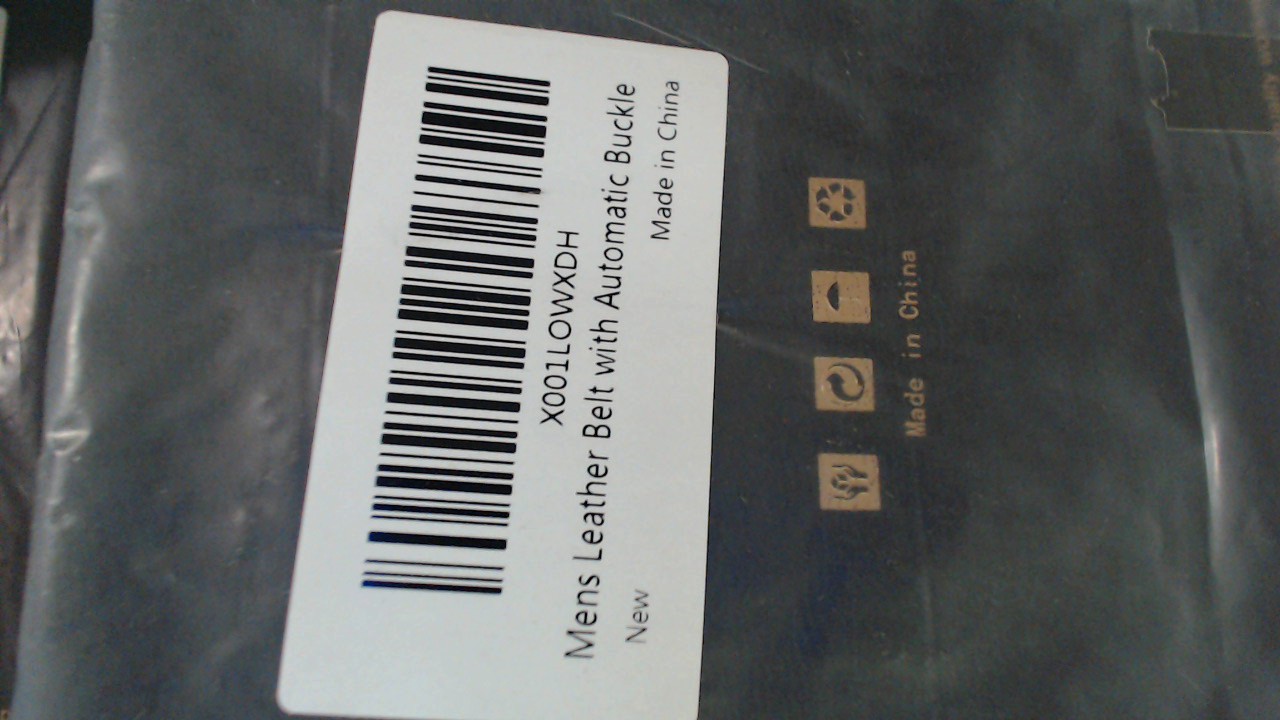 X001LOWXDH
Mens Leather Belt with Automatic Buckle
New
Made in China
Made in China